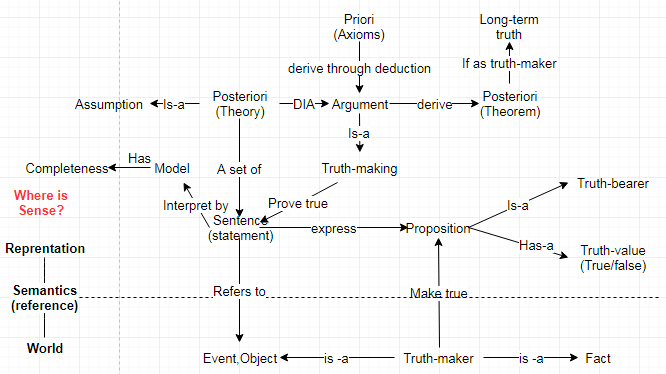 Priori
(Axioms)
Long-term
truth
derive through deduction
If as truth-maker
Assumption
Is-a
Posteriori
(Theory)
DIA
Argument
derive
Posteriori
(Theorem)
Is-a
Completeness
Has
Model
A set of
Truth-making
Where is
Sense?
Interpret by
Prove true
Is-a
Truth-bearer
Sentence
(statement)
express
Proposition
Has-a
Truth-value
(True/false)
Reprentation
Semantics
(reference)
Refers to
Make true
World
Event,Object
is -a
Truth-maker
is -a
Fact